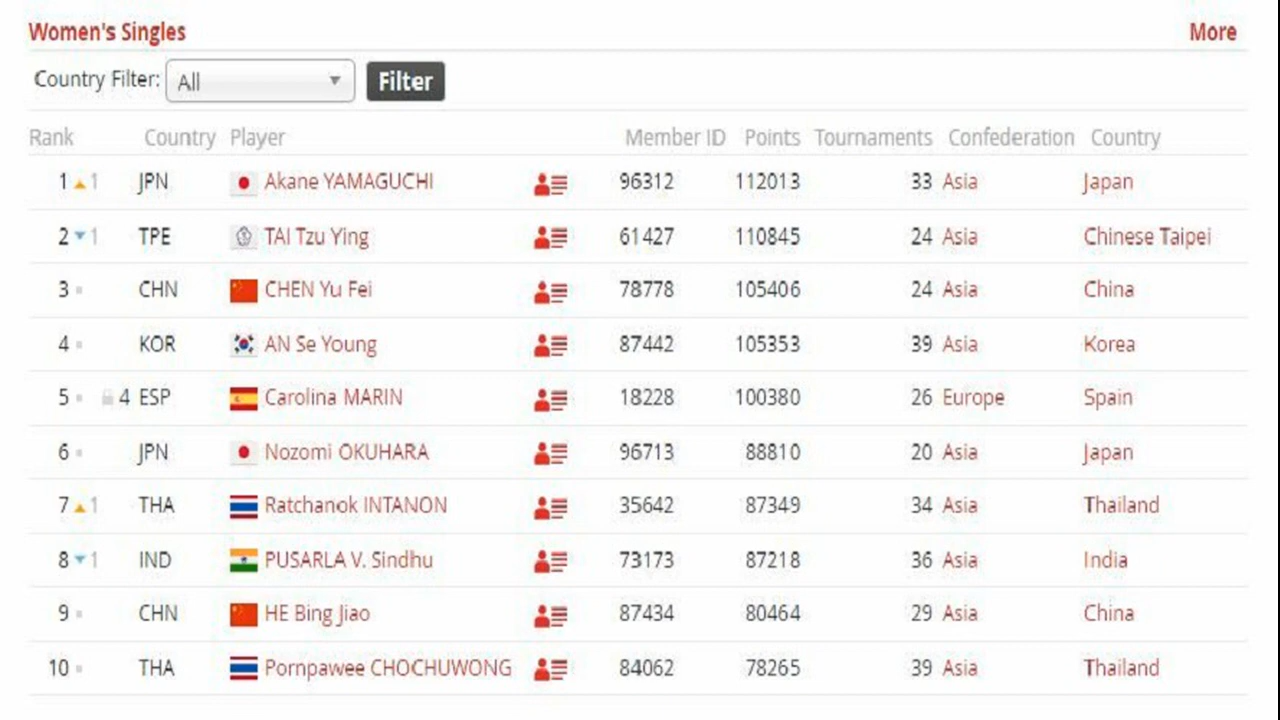 Women's Singles More
Country Filter: All Filter
Rank Country Player Member ID Points Tournaments Confederation Country
1 1 JPN Akane YAMAGUCHI 96312 112013 33 Asia Japan
2 1 TPE TAI Tzu Ying 61427 110845 24 Asia Chinese Taipei
3 CHN CHEN Yu Fei 78778 105406 24 Asia China
4 KOR AN Se Young 87442 105353 39 Asia Korea
5 4 ESP Carolina MARIN 18228 100380 26 Europe Spain
6 JPN Nozomi OKUHARA 96713 88810 20 Asia Japan
7 1 THA Ratchanok INTANON 35642 87349 34 Asia Thailand
8 1 IND PUSARLA V. Sindhu 73173 87218 36 Asia India
9 CHN HE Bing Jiao 87434 80464 29 Asia China
10 THA Pornpawee CHOCHUWONG 84062 78265 39 Asia Thailand